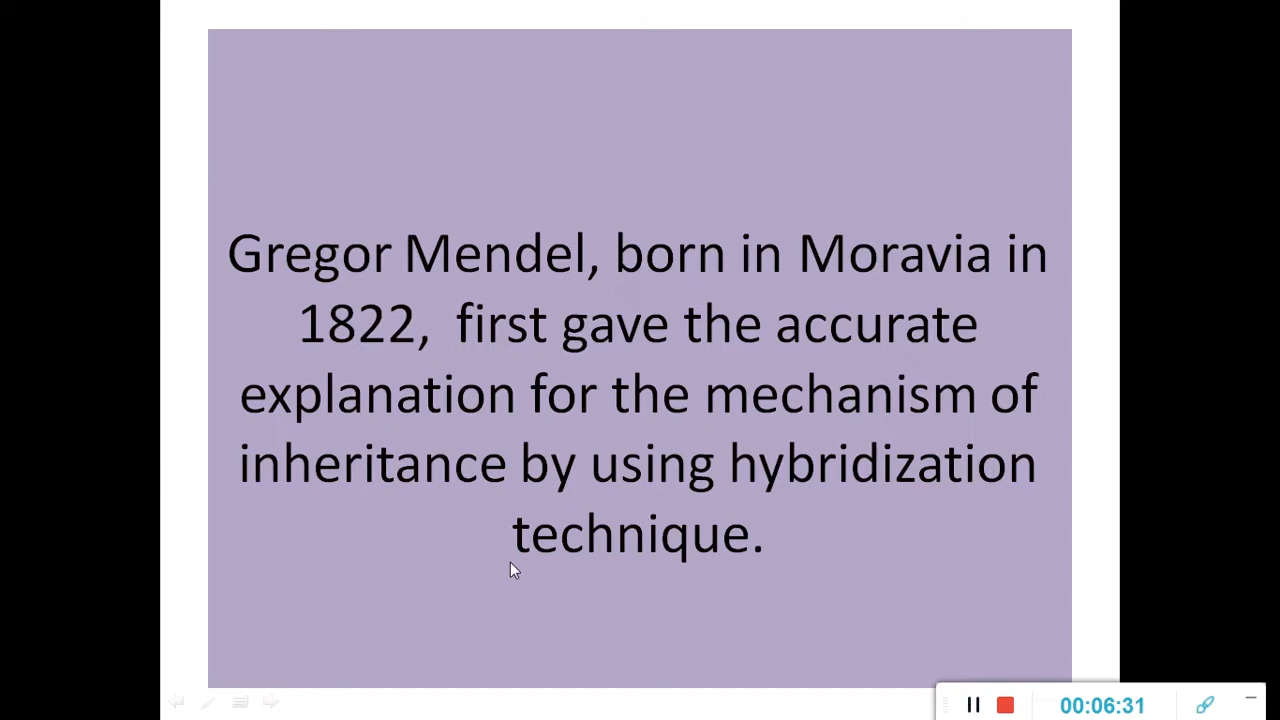 Gregor Mendel, born in Moravia in
1822,  first gave the accurate
explanation for the mechanism of
inheritance by using hybridization
technique.
00:06:31